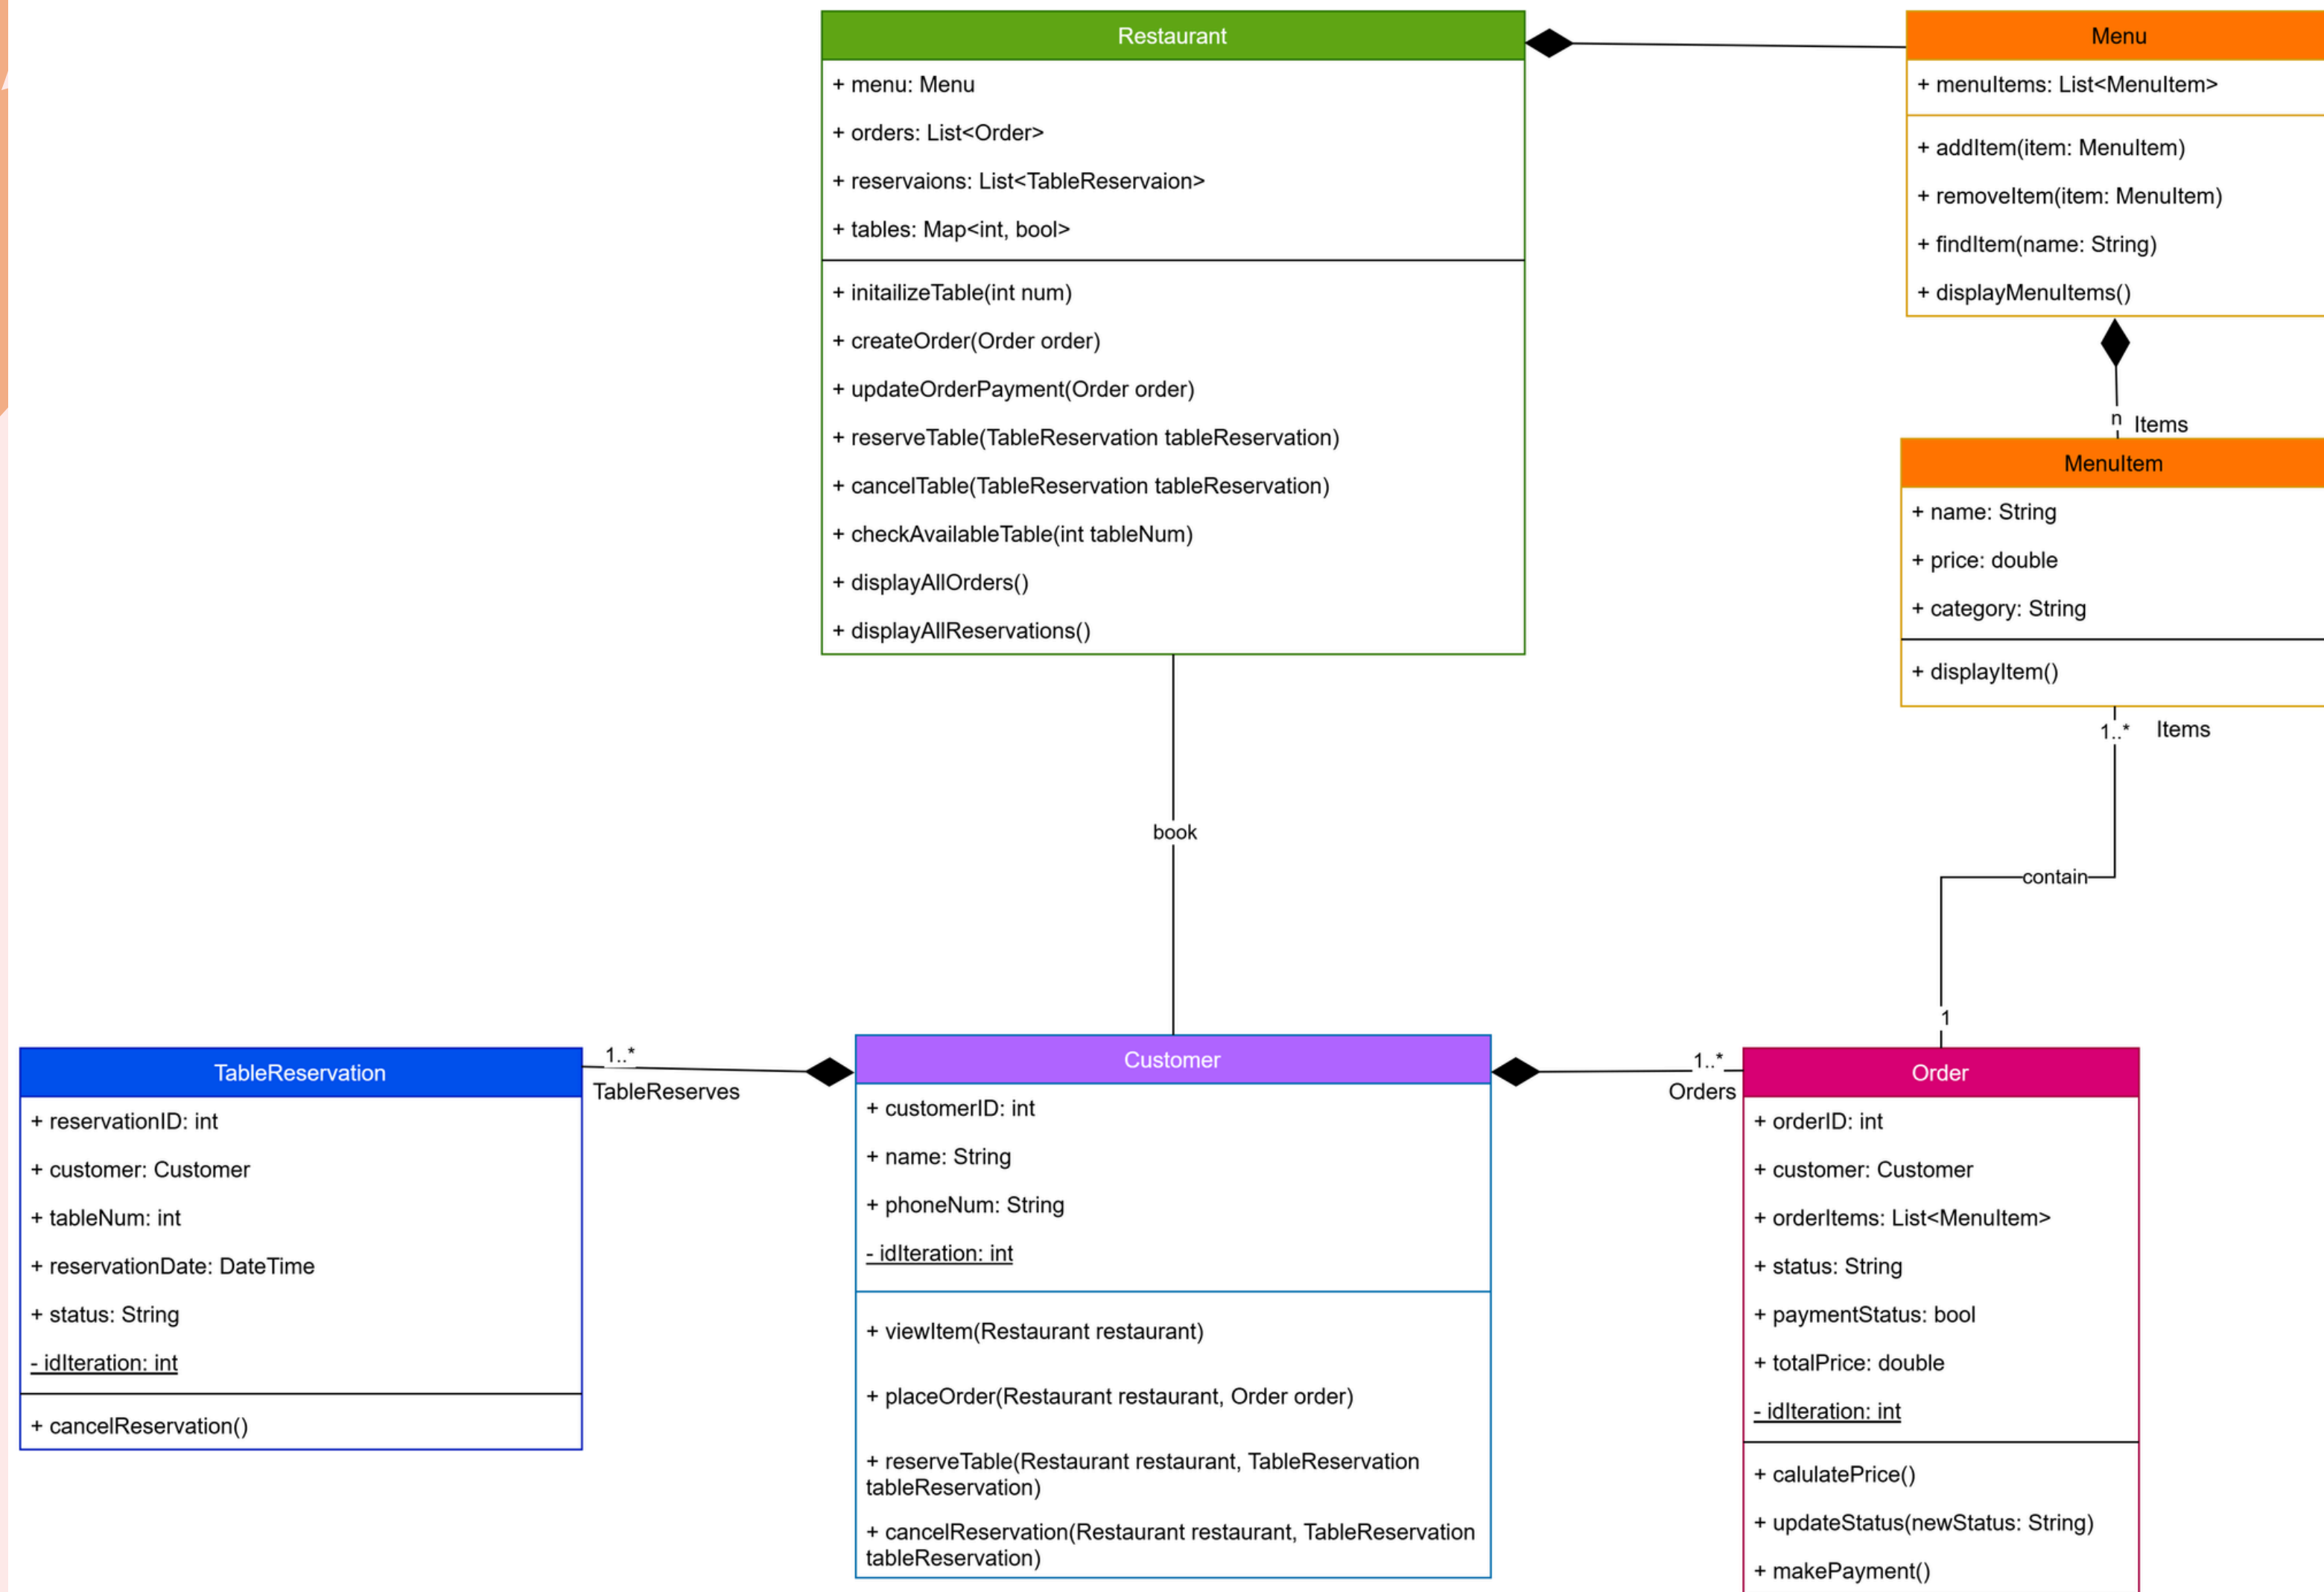 Restaurant
+ menu: Menu
+ orders: List<Order>
+ reservaions: List<TableReservaion>
+ tables: Map<int, bool>
+ initailizeTable(int num)
+ createOrder(Order order)
+ updateOrderPayment(Order order)
+ reserveTable(TableReservation tableReservation)
+ cancelTable(TableReservation tableReservation)
+ checkAvailableTable(int tableNum)
+ displayAllOrders()
+ displayAllReservations()
Menu
+ menuItems: List<MenuItem>
+ addItem(item: MenuItem)
+ removeItem(item: MenuItem)
+ findItem(name: String)
+ displayMenuItems()
n Items
MenuItem
+ name: String
+ price: double
+ category: String
+ displayItem()
1..* Items
book
contain
1
1..*
TableReserves
1..*
Orders
TableReservation
+ reservationID: int
+ customer: Customer
+ tableNum: int
+ reservationDate: DateTime
+ status: String
- idIteration: int
+ cancelReservation()
Customer
+ customerID: int
+ name: String
+ phoneNum: String
- idIteration: int
+ viewItem(Restaurant restaurant)
+ placeOrder(Restaurant restaurant, Order order)
+ reserveTable(Restaurant restaurant, TableReservation
tableReservation)
+ cancelReservation(Restaurant restaurant, TableReservation
tableReservation)
Order
+ orderID: int
+ customer: Customer
+ orderItems: List<MenuItem>
+ status: String
+ paymentStatus: bool
+ totalPrice: double
- idIteration: int
+ calulatePrice()
+ updateStatus(newStatus: String)
+ makePayment()